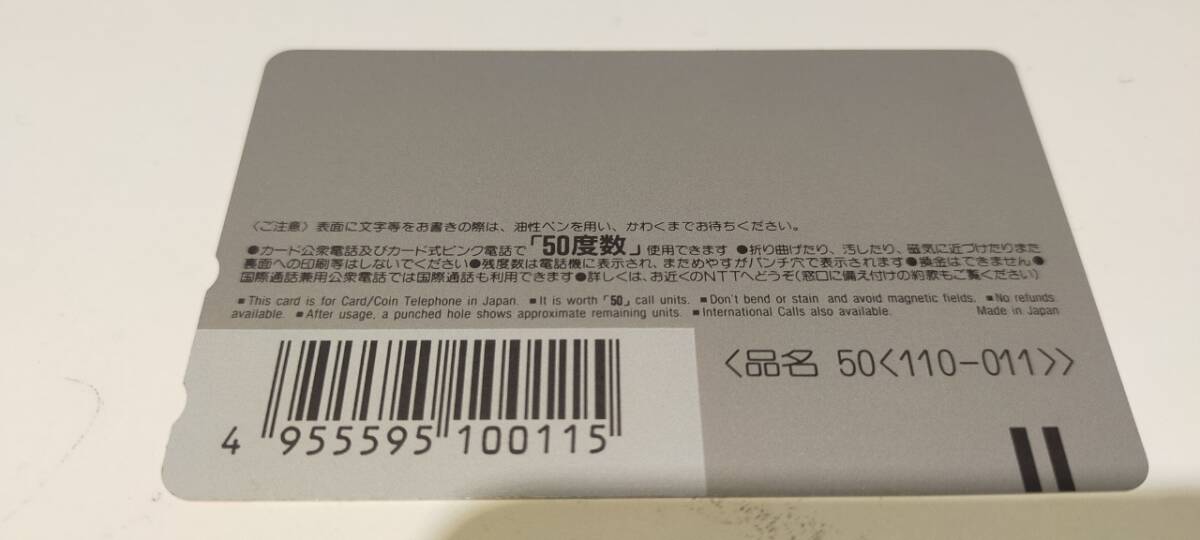 〈ご注意〉表面に文字等をお書きの際は、油性ペンを用い、かわくまでお待ちください。
●カード公衆電話及びカード式ピンク電話で「50度数」使用できます ●折り曲げたり、汚したり、磁気に近づけたりまた
裏面への印刷等はしないでください●残度数は電話機に表示され、まためやすがパンチ穴で表示されます●換金はできません●
国際通話兼用公衆電話では国際通話も利用できます●詳しくは、お近くのNTTへどうぞ(窓口に備え付けの約款もご覧ください)
■This card is for Card/Coin Telephone in Japan. ■It is worth「50」call units. ■Don't bend or stain and avoid magnetic fields. ■No refunds
available. ■After usage, a punched hole shows approximate remaining units. ■International Calls also available. Made in Japan
〈品名 50〈110-011〉〉
4 955595 100115